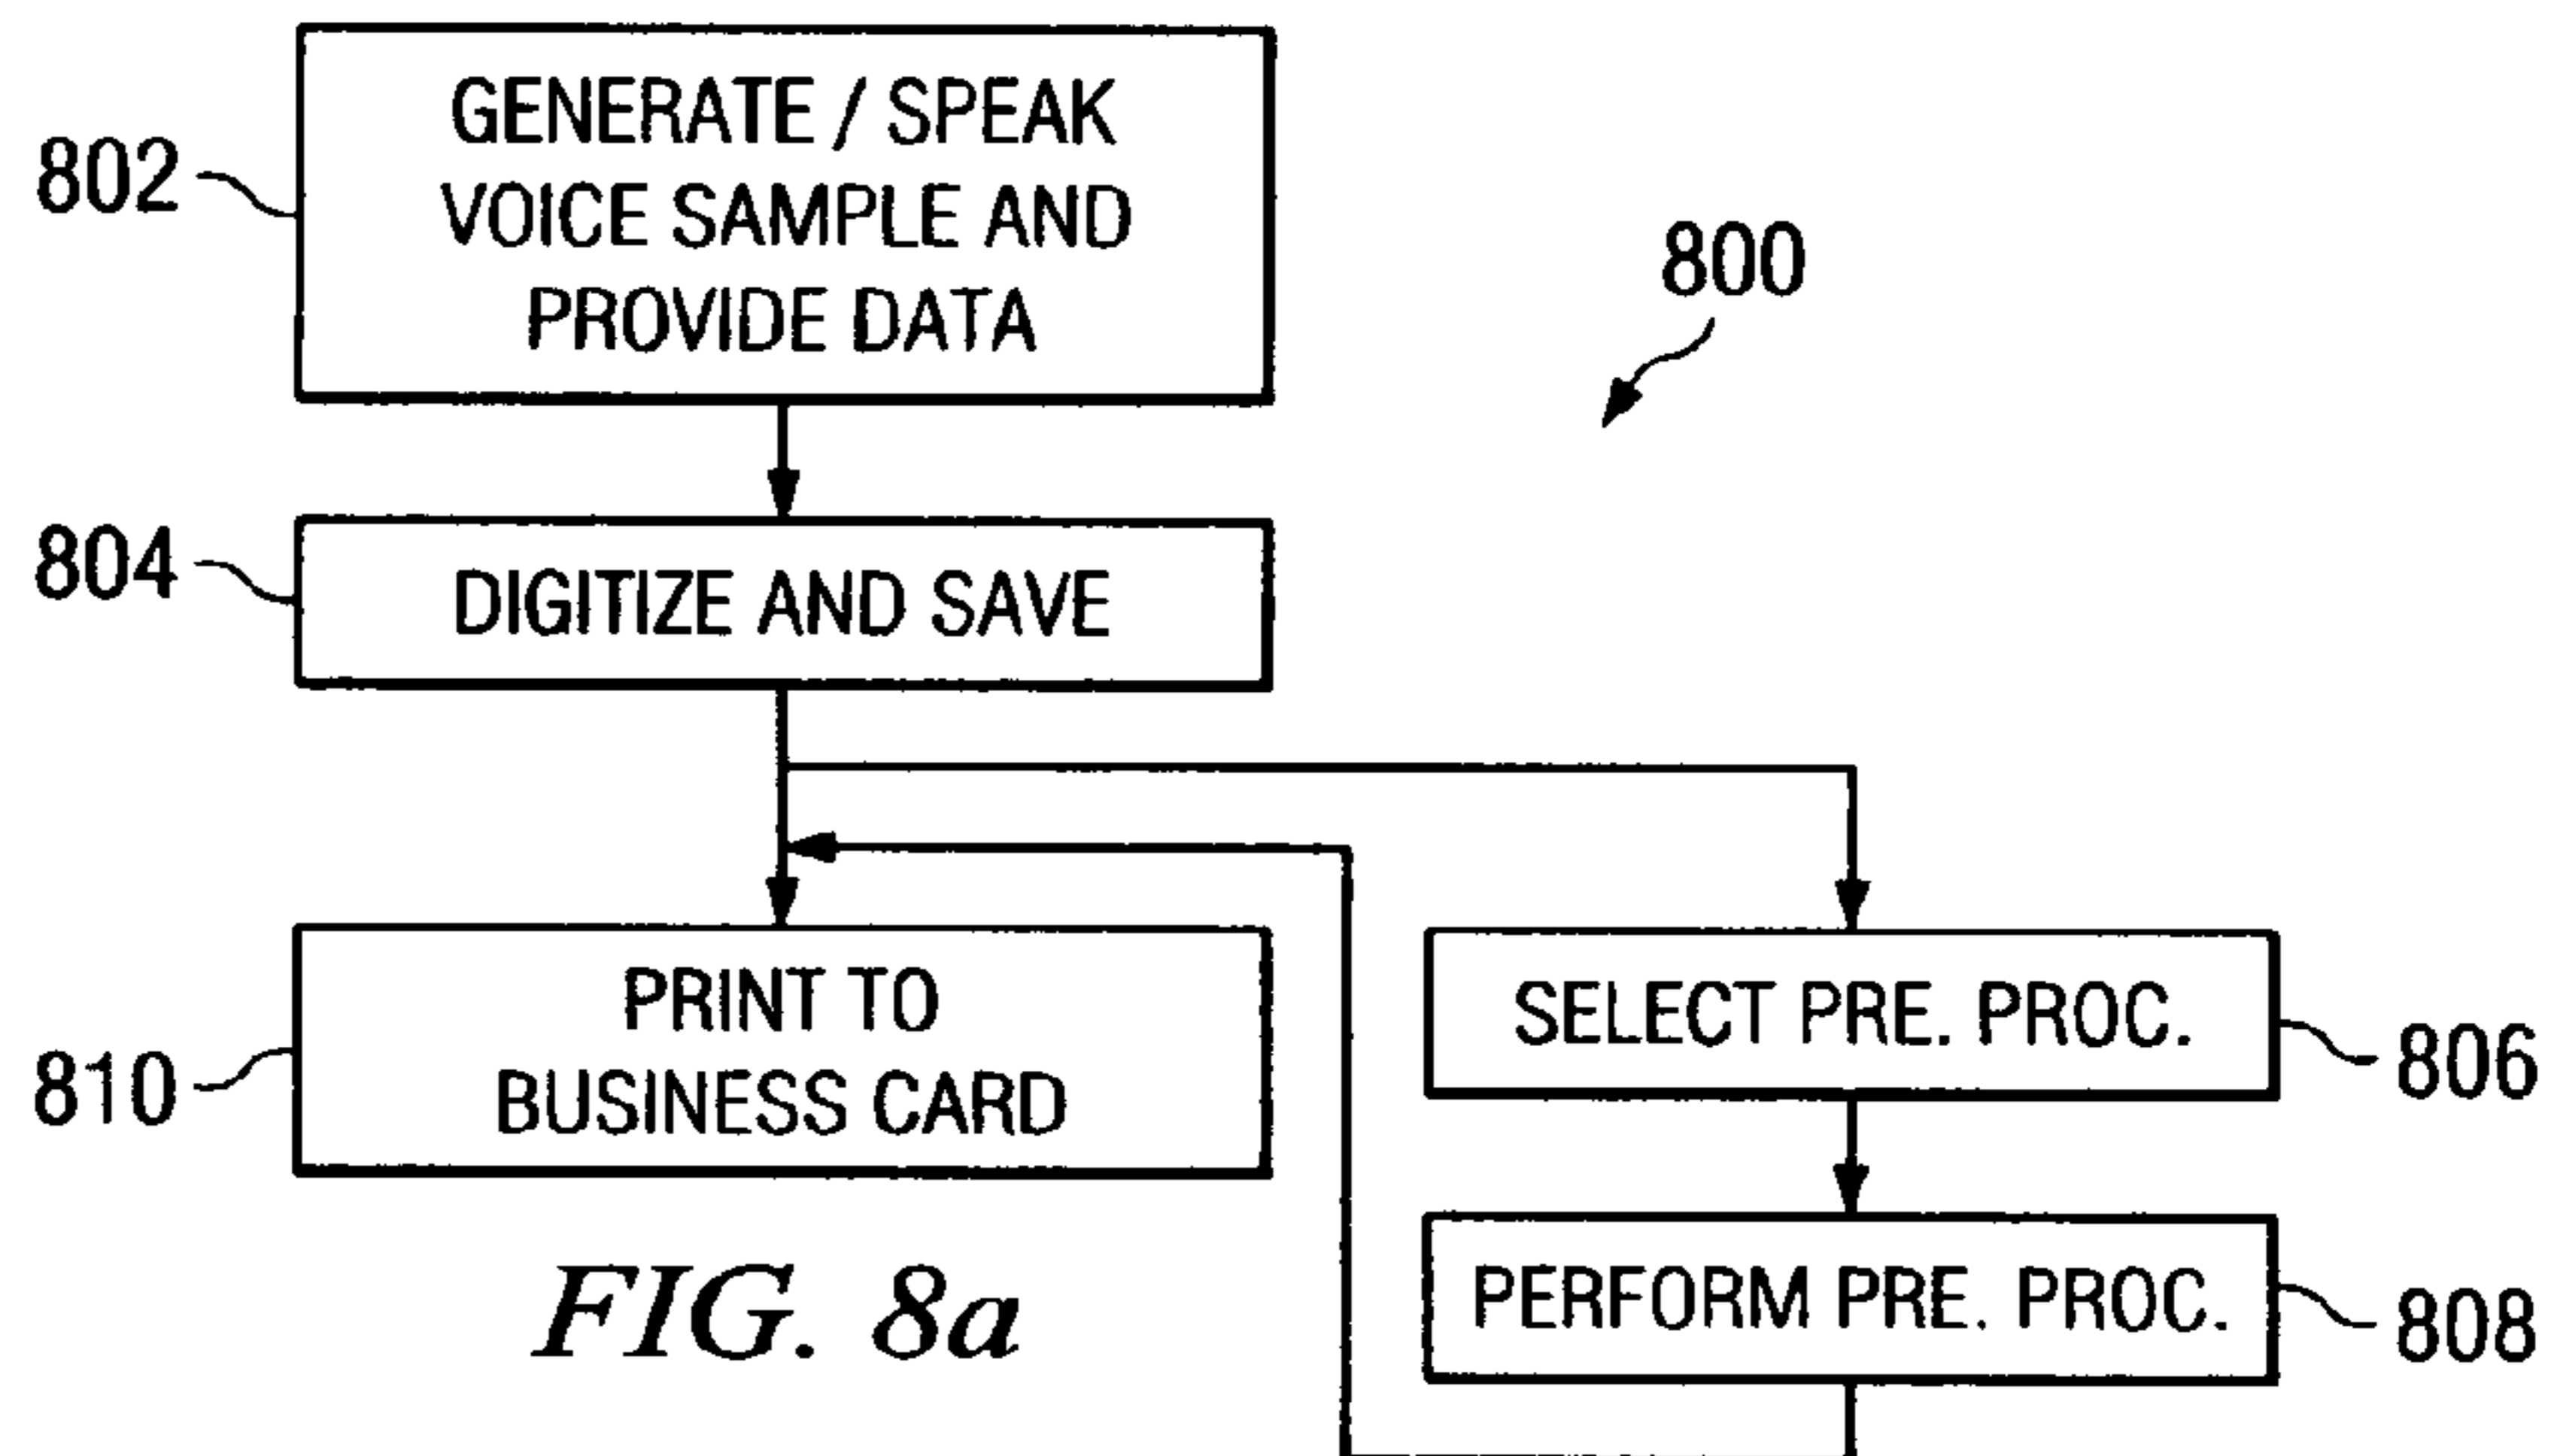 GENERATE / SPEAK
VOICE SAMPLE AND
PROVIDE DATA
802
800
DIGITIZE AND SAVE
804
PRINT TO
BUSINESS CARD
810
SELECT PRE. PROC.
806
PERFORM PRE. PROC.
808
FIG. 8a